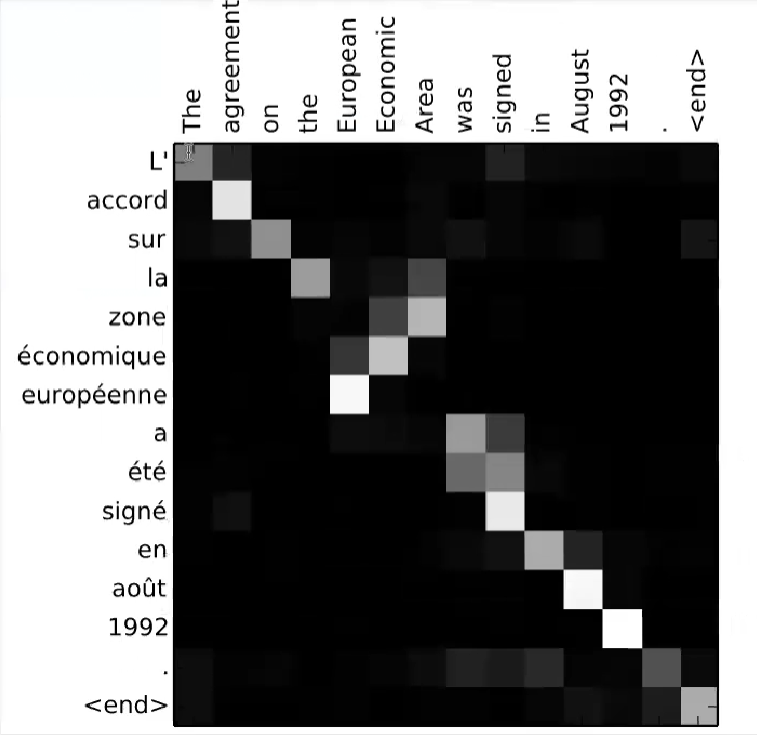 The agreement on the European Economic Area was signed in August 1992 . <end>
L'
accord
sur
la
zone
économique
européenne
a
été
signé
en
août
1992
.
<end>